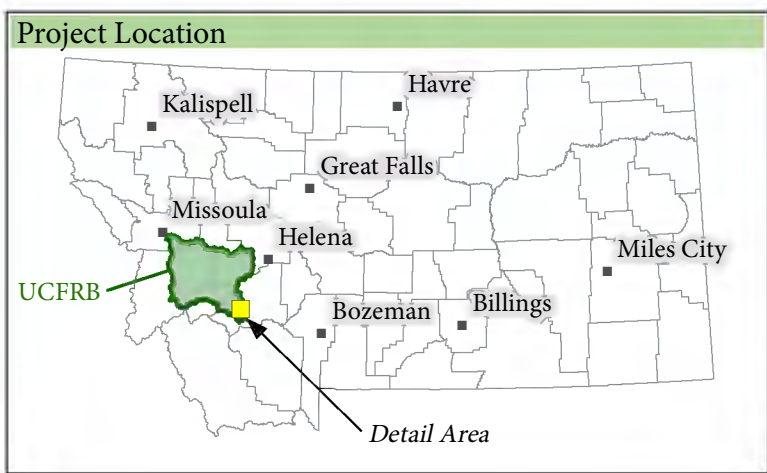 Project Location
Havre
Kalispell
Great Falls
Missoula
Helena
Miles City
UCFRB
Bozeman
Billings
Detail Area